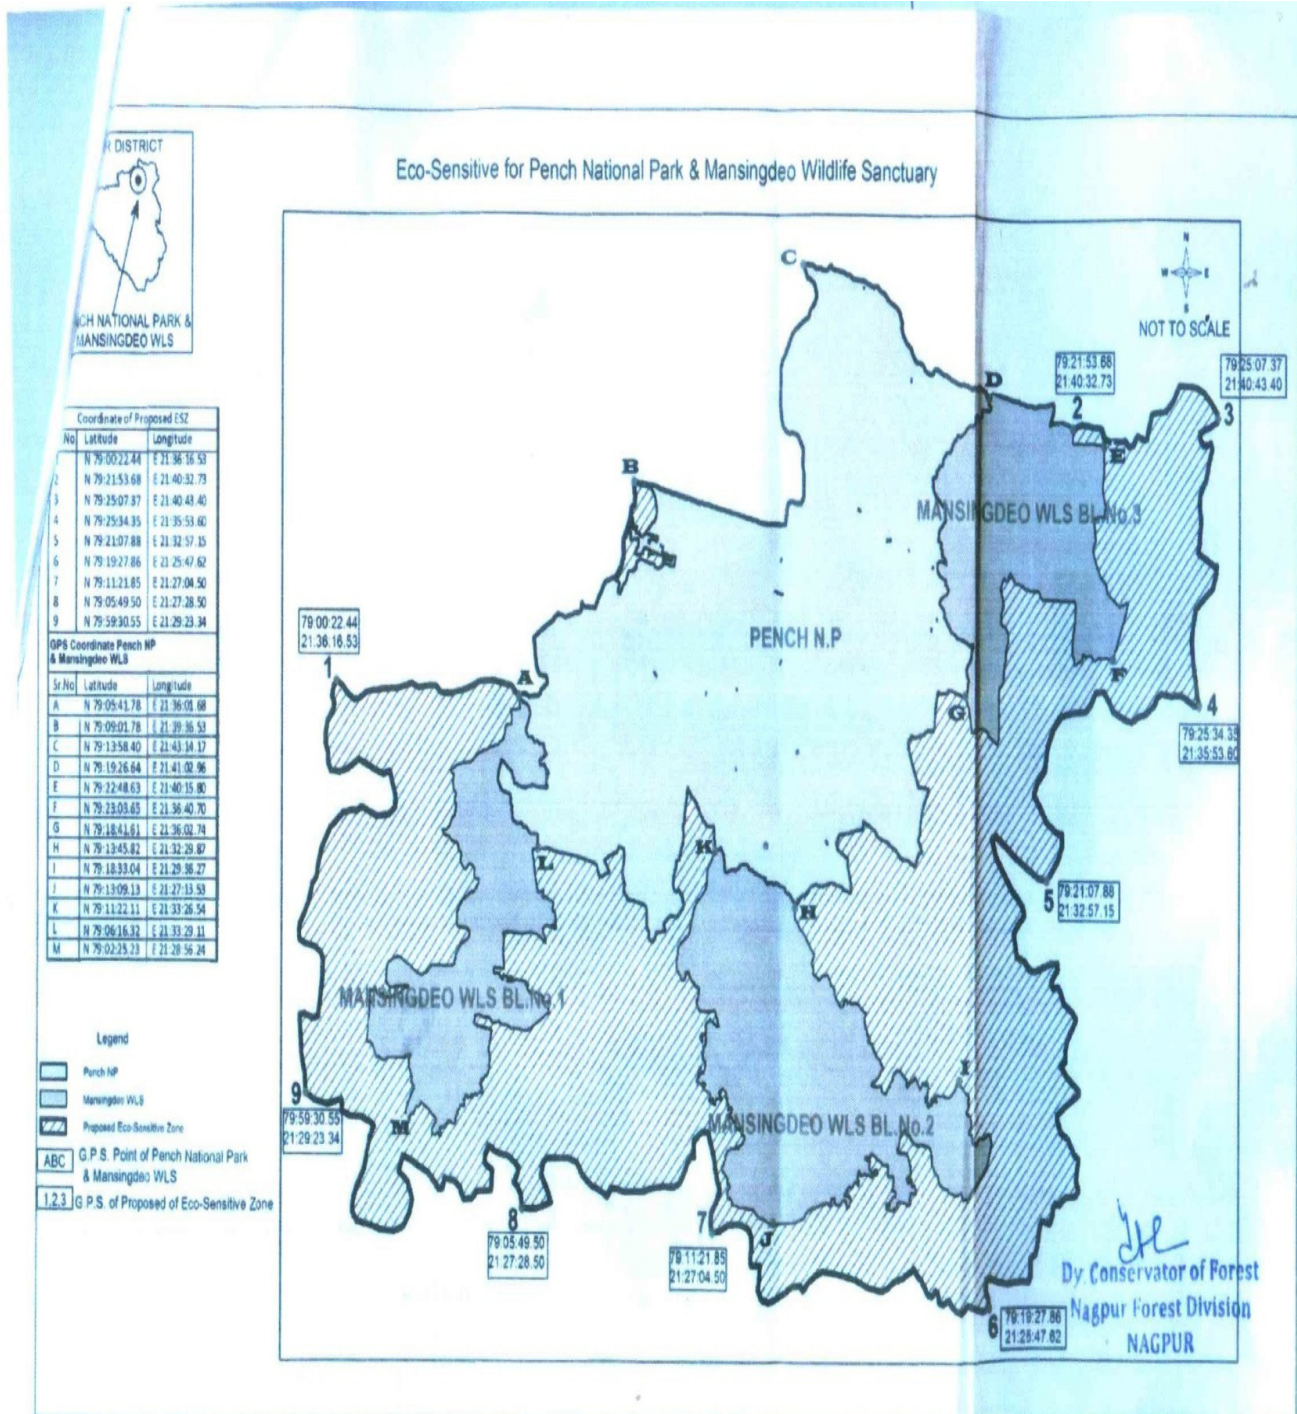 R DISTRICT
CH NATIONAL PARK &
MANSINGDEO WLS
Eco-Sensitive for Pench National Park & Mansingdeo Wildlife Sanctuary
N
W E
S
NOT TO SCALE
Coordinate of Proposed ESZ
No Latitude Longitude
N 79:00:22.44 E 21:36:16.53
2 N 79:21:53.68 E 21:40:32.73
3 N 79:25:07.37 E 21:40:43.40
4 N 79:25:34.35 E 21:35:53.60
5 N 79:21:07.88 E 21:32:57.15
6 N 79:19:27.86 E 21:25:47.62
7 N 79:11:21.85 E 21:27:04.50
8 N 79:05:49.50 E 21:27:28.50
9 N 79:59:30.55 E 21:29:23.34
GPS Coordinate Pench NP
& Mansingdeo WLS
Sr.No Latitude Longitude
A N 79:05:41.78 E 21:36:01.68
B N 79:09:01.78 E 21:39:36.53
C N 79:13:58.40 E 21:43:14.17
D N 79:19:26.64 E 21:41:02.96
E N 79:22:48.63 E 21:40:15.80
F N 79:23:03.65 E 21:36:40.70
G N 79:18:41.61 E 21:36:02.74
H N 79:13:45.82 E 21:32:29.87
I N 79:18:33.04 E 21:29:36.27
J N 79:13:09.13 E 21:27:13.53
K N 79:11:22.11 E 21:33:26.54
L N 79:06:16.32 E 21:33:29.11
M N 79:02:25.23 E 21:28:56.24
Legend
Pench NP
Mansingdeo WLS
Proposed Eco-Sensitive Zone
ABC G.P.S. Point of Pench National Park
& Mansingdeo WLS
1,2,3 G.P.S. of Proposed of Eco-Sensitive Zone
C
D
79:21:53.68
21:40:32.73
2
79:25:07.37
21:40:43.40
3
E
B
MANSINGDEO WLS BL.No.3
79:00:22.44
21:36:16.53
1
PENCH N.P
A
F
G
4
79:25:34.35
21:35:53.60
K
L
H
5
79:21:07.88
21:32:57.15
MANSINGDEO WLS BL.No.1
I
9
79:59:30.55
21:29:23.34
M
MANSINGDEO WLS BL.No.2
8
79:05:49.50
21:27:28.50
7
79:11:21.85
21:27:04.50
J
6
79:19:27.86
21:25:47.62
Dy. Conservator of Forest
Nagpur Forest Division
NAGPUR